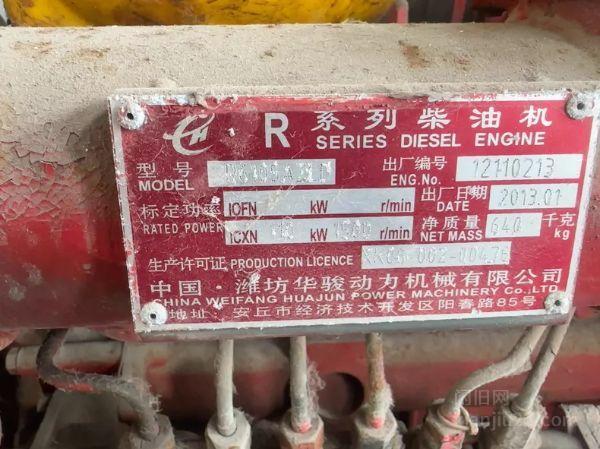 R 系列柴油机
SERIES DIESEL ENGINE
型号 MODEL 出厂编号 ENG.No. 12110213
标定功率 RATED POWER IOFN kW r/min 出厂日期 DATE 2013.01
ICXN kW 1500 r/min 净质量 NET MASS 640 千克 kg
生产许可证 PRODUCTION LICENCE
中国·潍坊华骏动力机械有限公司
CHINA WEIFANG HUAJUN POWER MACHINERY Co.,LTD
地址: 安丘市经济技术开发区阳春路85号